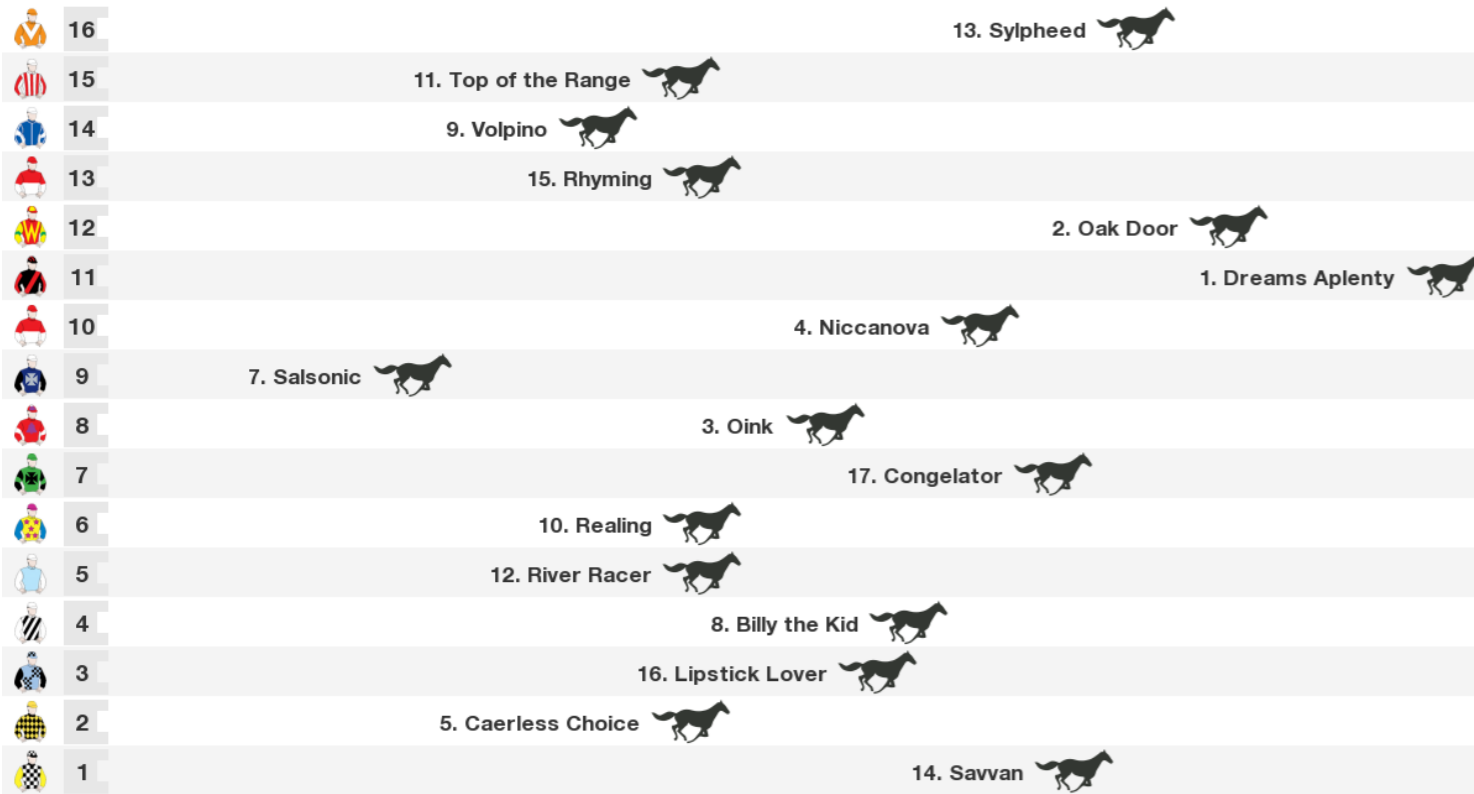 16 13. Sylpheed
15 11. Top of the Range
14 9. Volpino
13 15. Rhyming
12 2. Oak Door
11 1. Dreams Aplenty
10 4. Niccanova
9 7. Salsonic
8 3. Oink
7 17. Congelator
6 10. Realing
5 12. River Racer
4 8. Billy the Kid
3 16. Lipstick Lover
2 5. Caerless Choice
1 14. Savvan